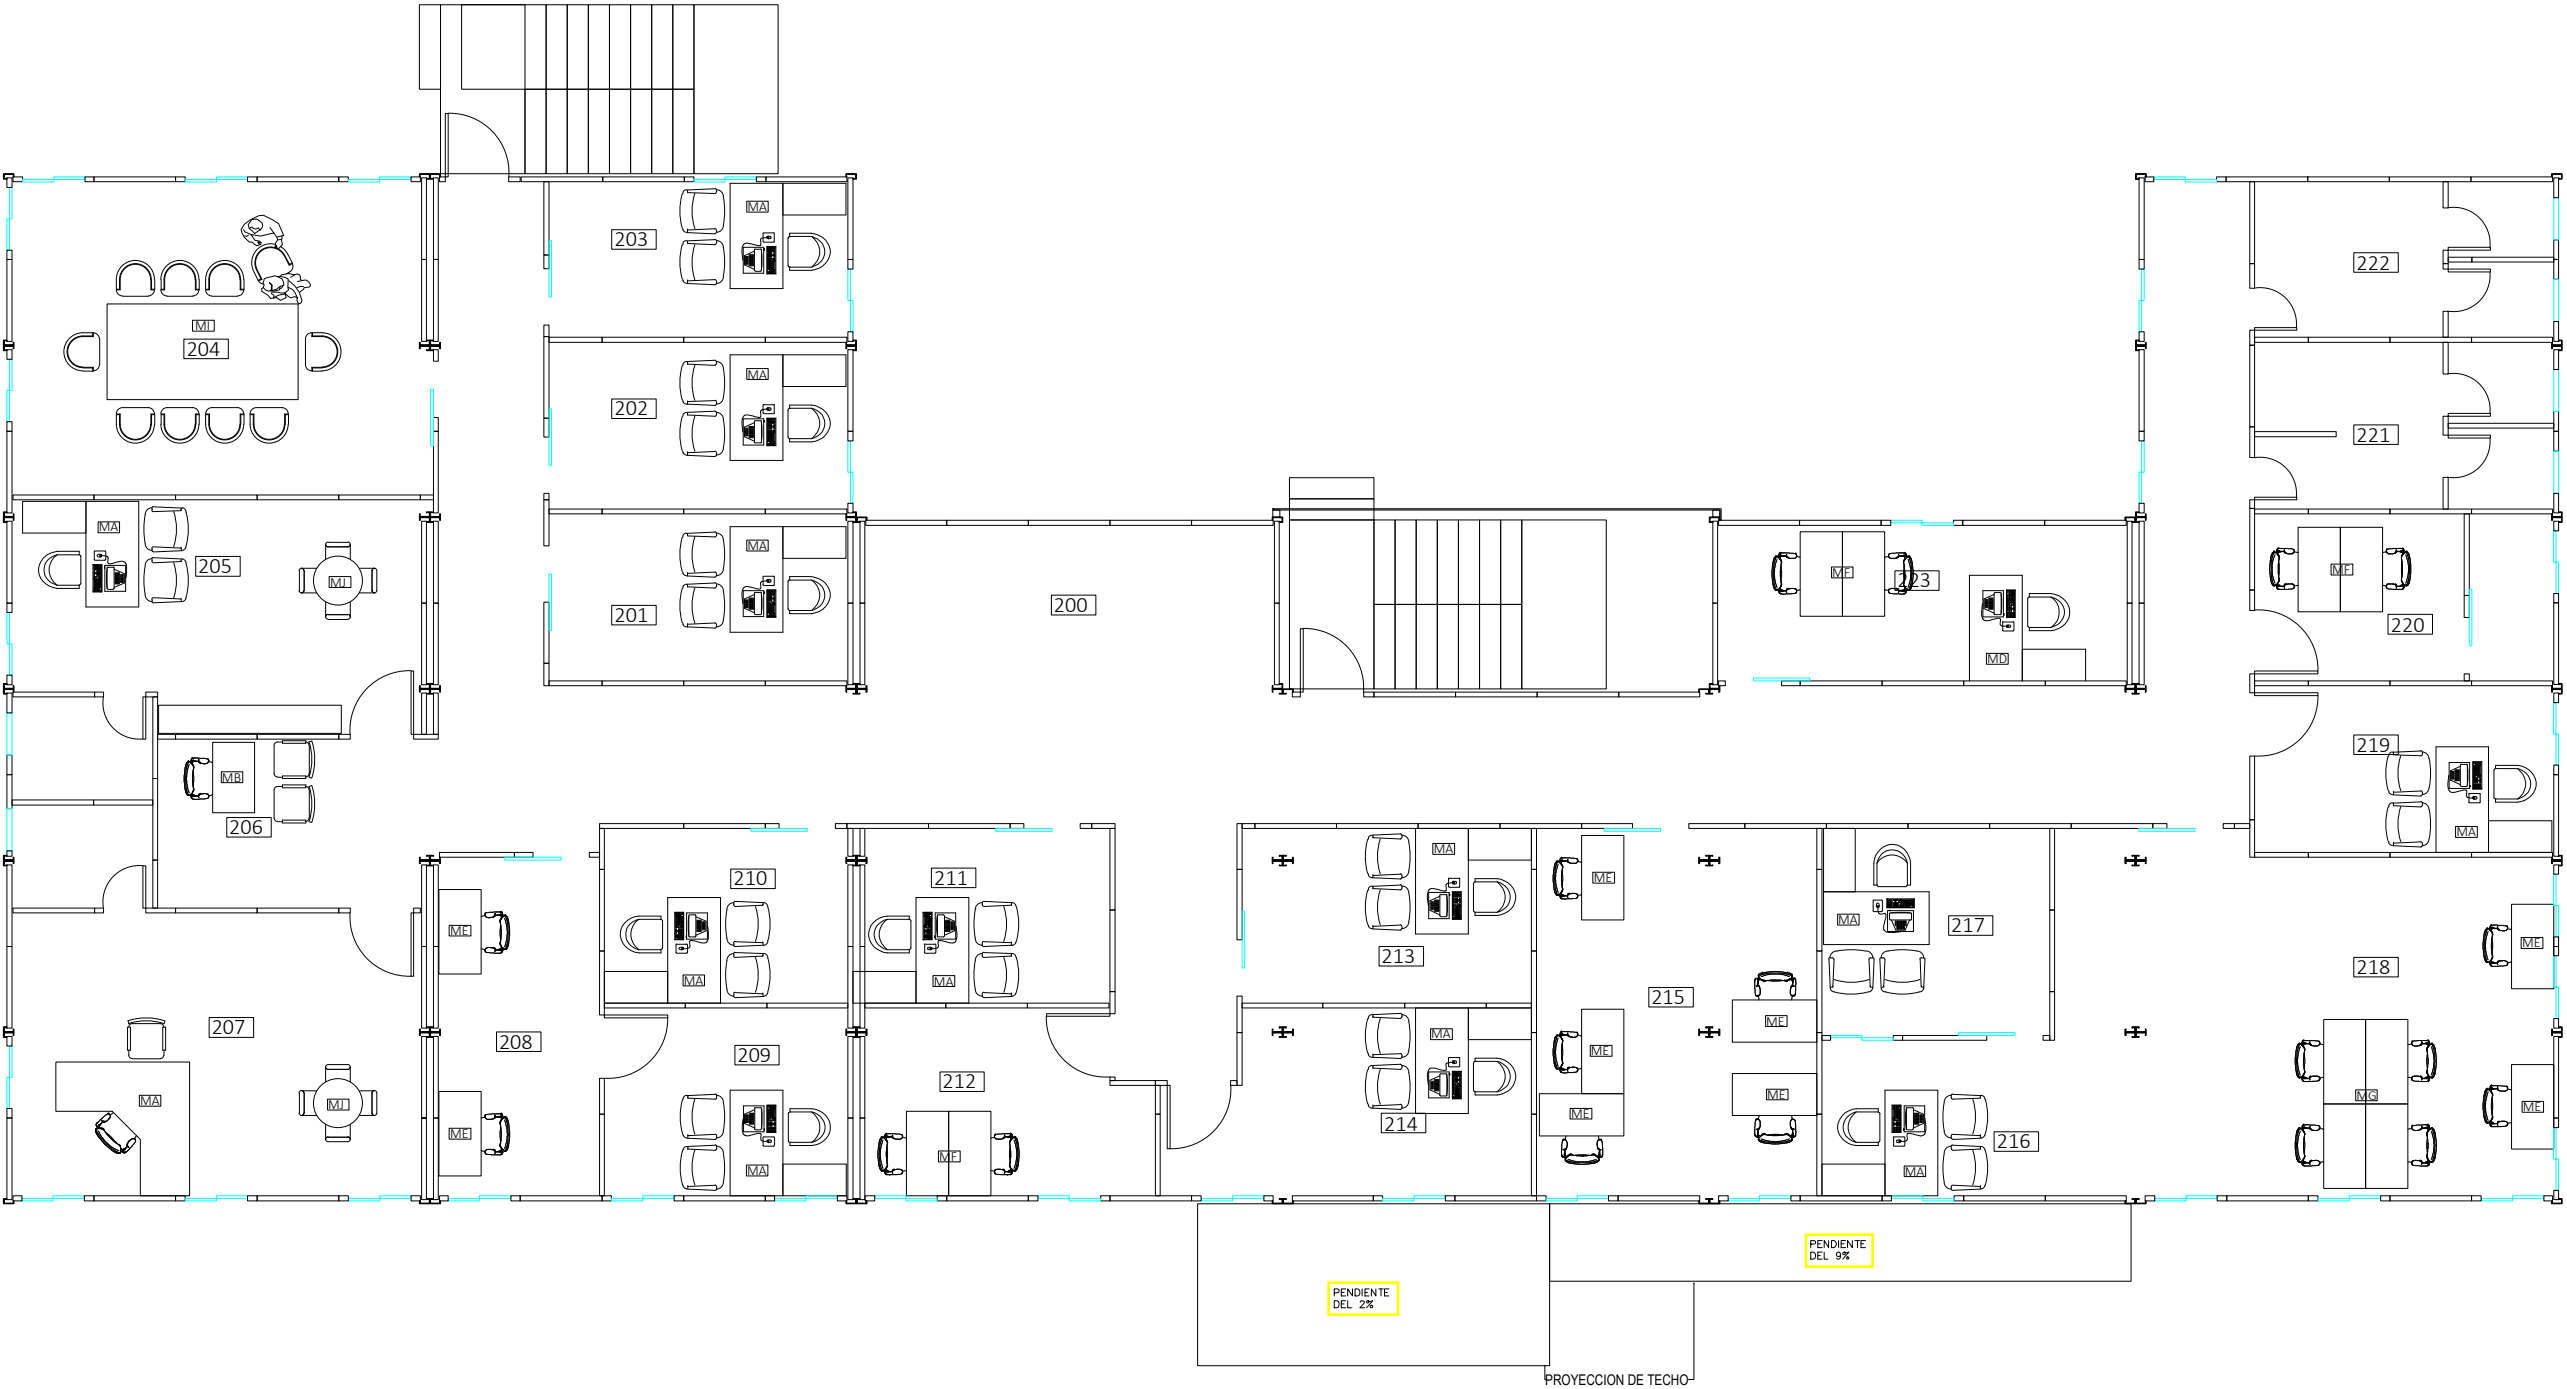 MA
203
222
MI
204
MA
202
221
MA
205
MJ
MA
201
200
MF
223
MD
MF
220
MB
206
219
MA
210
MA
211
MA
MA
213
ME
MA
217
ME
218
ME
207
MA
MJ
ME
208
ME
209
MA
212
MF
MA
214
215
ME
ME
ME
ME
216
MA
MG
ME
PENDIENTE
DEL 9%
PENDIENTE
DEL 2%
PROYECCION DE TECHO